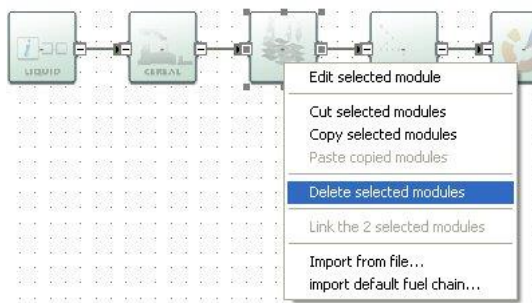 LIQUID
CEREAL
Edit selected module
Cut selected modules
Copy selected modules
Paste copied modules
Delete selected modules
Link the 2 selected modules
Import from file...
import default fuel chain...